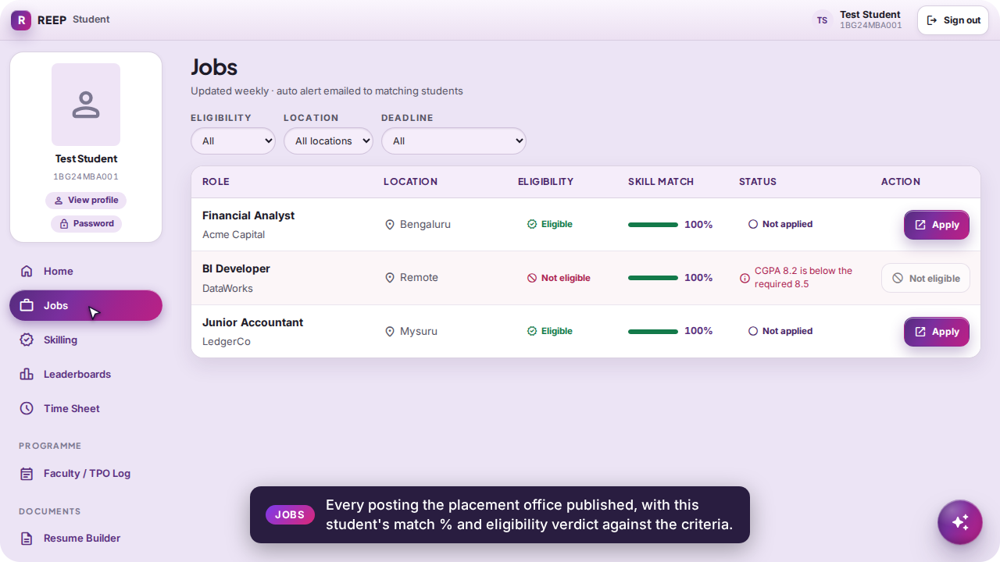 R REEP Student
TS Test Student
1BG24MBA001
Sign out
Test Student
1BG24MBA001
View profile
Password
Home
Jobs
Skilling
Leaderboards
Time Sheet
PROGRAMME
Faculty / TPO Log
DOCUMENTS
Resume Builder
Jobs
Updated weekly · auto alert emailed to matching students
ELIGIBILITY LOCATION DEADLINE
All All locations All
ROLE LOCATION ELIGIBILITY SKILL MATCH STATUS ACTION
Financial Analyst
Acme Capital
Bengaluru Eligible 100% Not applied Apply
BI Developer
DataWorks
Remote Not eligible 100% CGPA 8.2 is below the
required 8.5
Not eligible
Junior Accountant
LedgerCo
Mysuru Eligible 100% Not applied Apply
JOBS
Every posting the placement office published, with this
student's match % and eligibility verdict against the criteria.